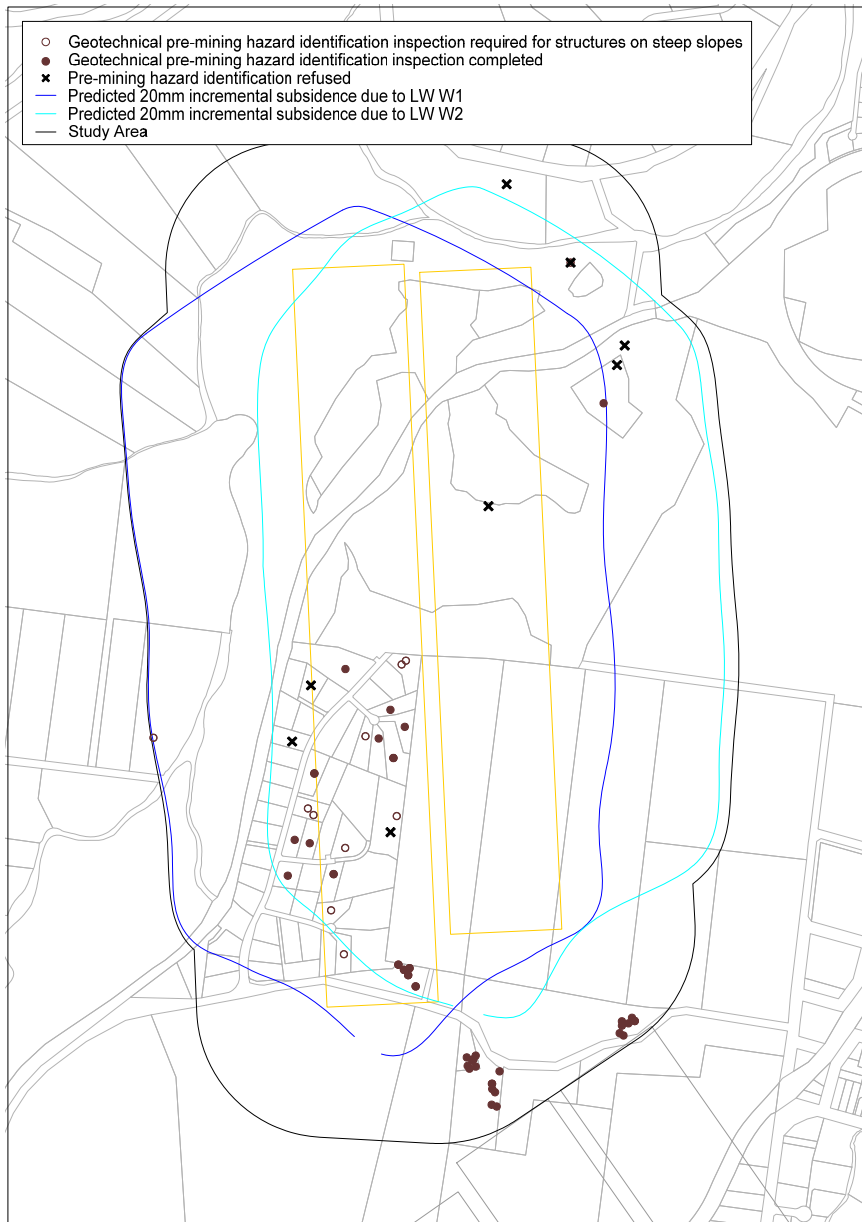 Geotechnical pre-mining hazard identification inspection required for structures on steep slopes
Geotechnical pre-mining hazard identification inspection completed
Pre-mining hazard identification refused
Predicted 20mm incremental subsidence due to LW W1
Predicted 20mm incremental subsidence due to LW W2
Study Area